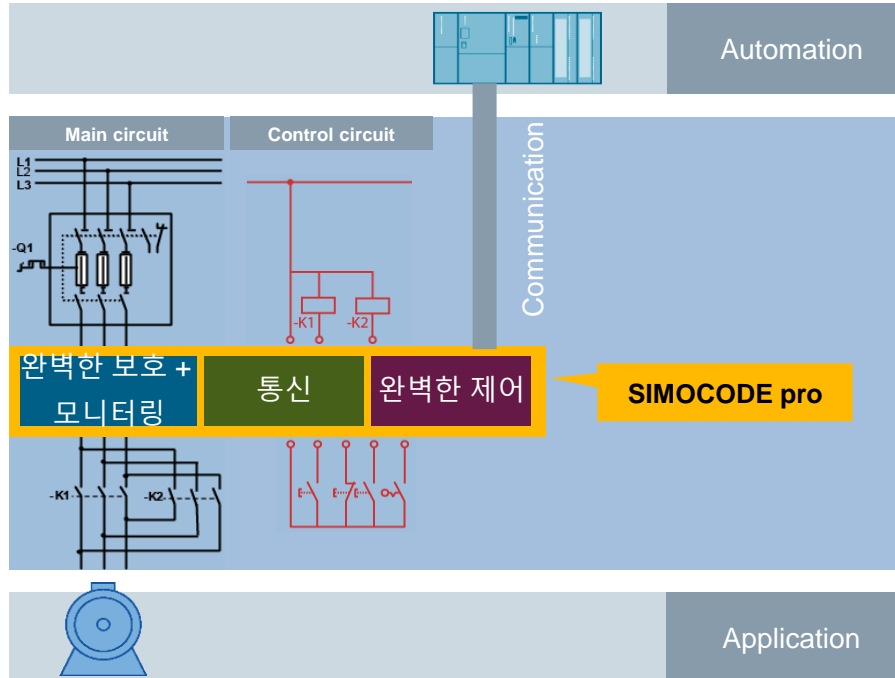 Automation
Main circuit
Control circuit
L1
L2
L3
-Q1
Communication
-K1
-K2
완벽한 보호 +
모니터링
통신
완벽한 제어
SIMOCODE pro
-K1
-K2
Application